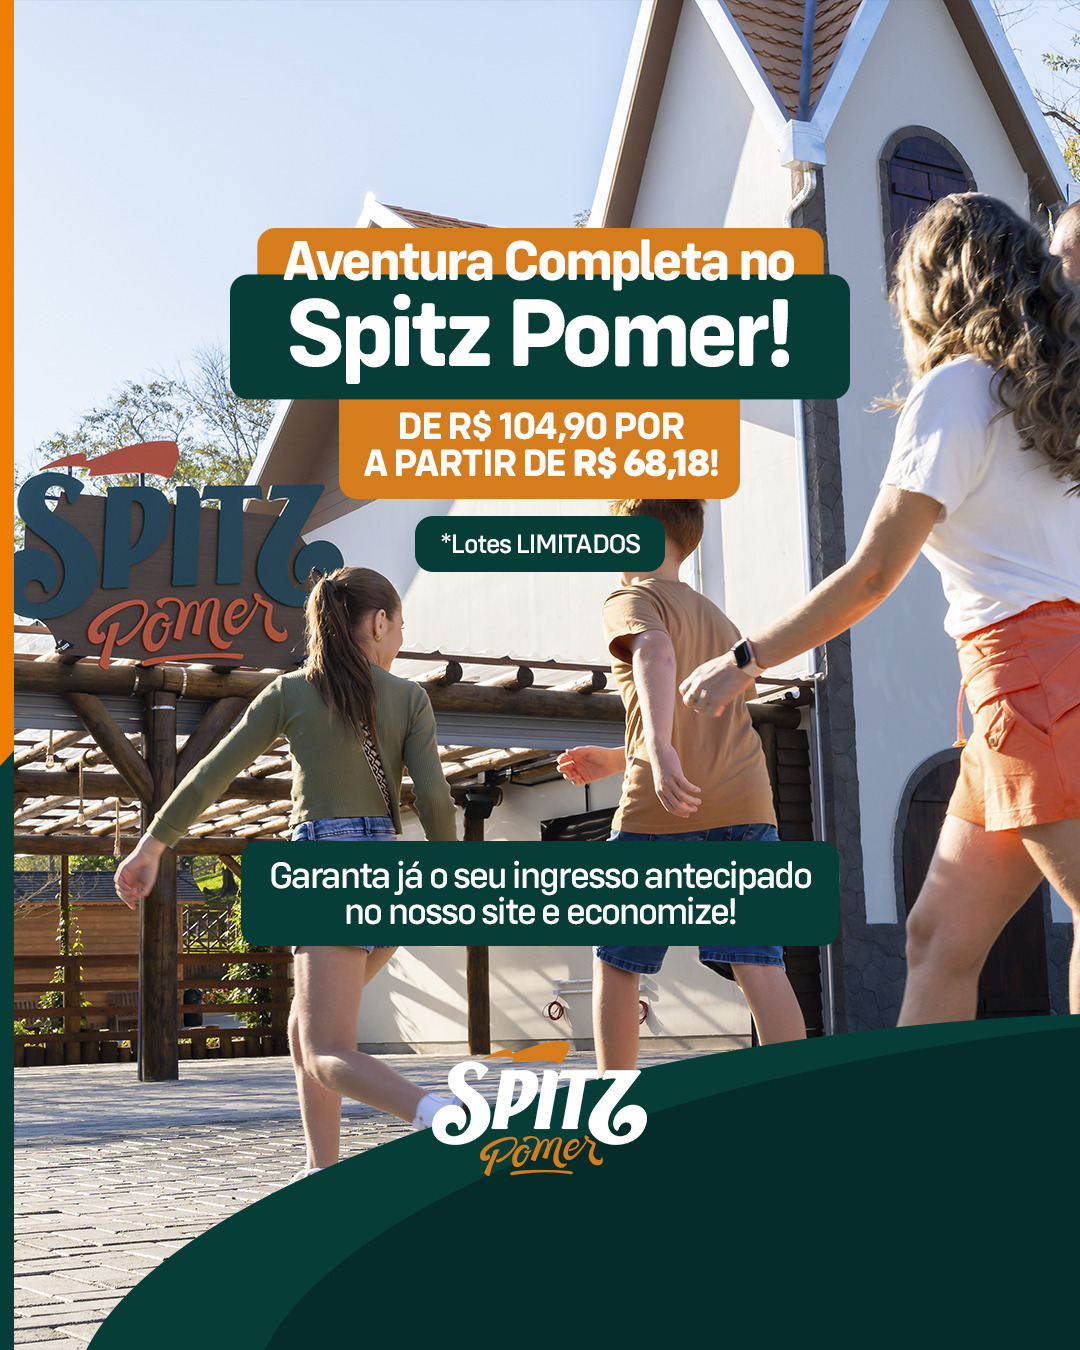 Aventura Completa no
Spitz Pomer!
DE R$ 104,90 POR
A PARTIR DE R$ 68,18!
*Lotes LIMITADOS
SPITZ
Pomer
Garanta já o seu ingresso antecipado
no nosso site e economize!
SPITZ
Pomer